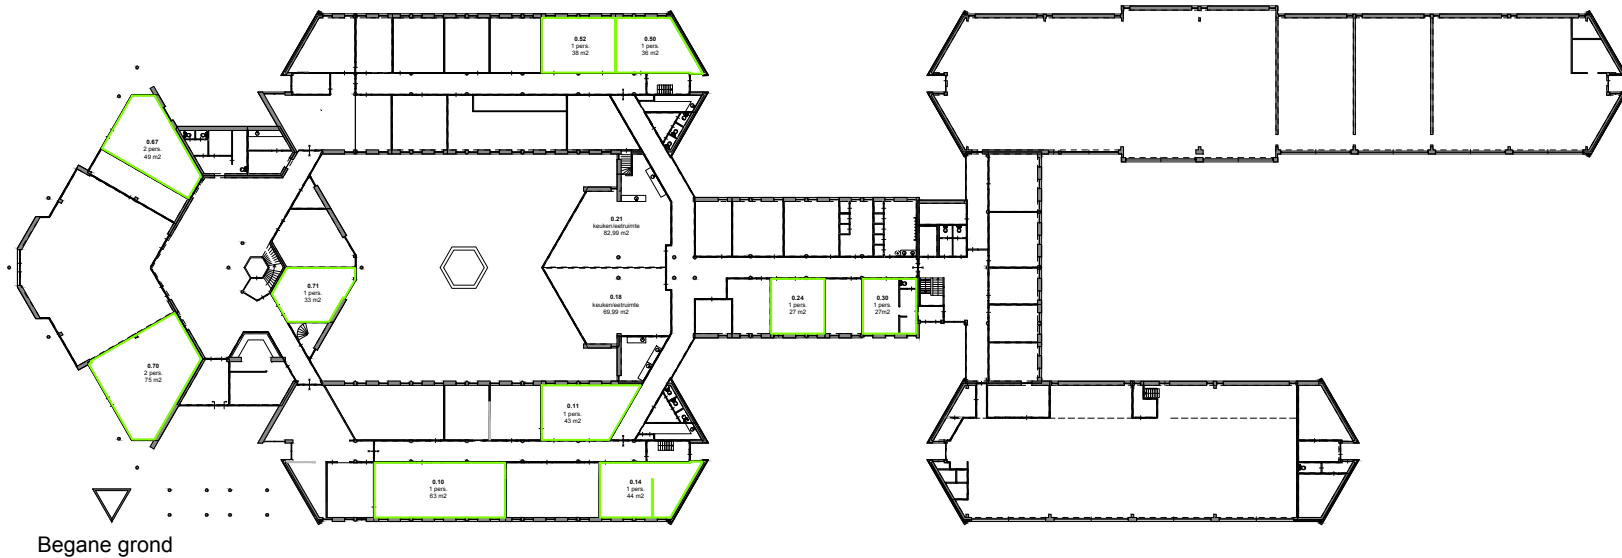 0.52
1 pers.
38 m2
0.50
1 pers.
36 m2
0.67
2 pers.
49 m2
0.21
keuken/eetruimte
82,99 m2
0.71
1 pers.
33 m2
0.18
keuken/eetruimte
69,99 m2
0.24
1 pers.
27 m2
0.30
1 pers.
27m2
0.70
2 pers.
75 m2
0.11
1 pers.
43 m2
0.10
1 pers.
63 m2
0.14
1 pers.
44 m2
Begane grond